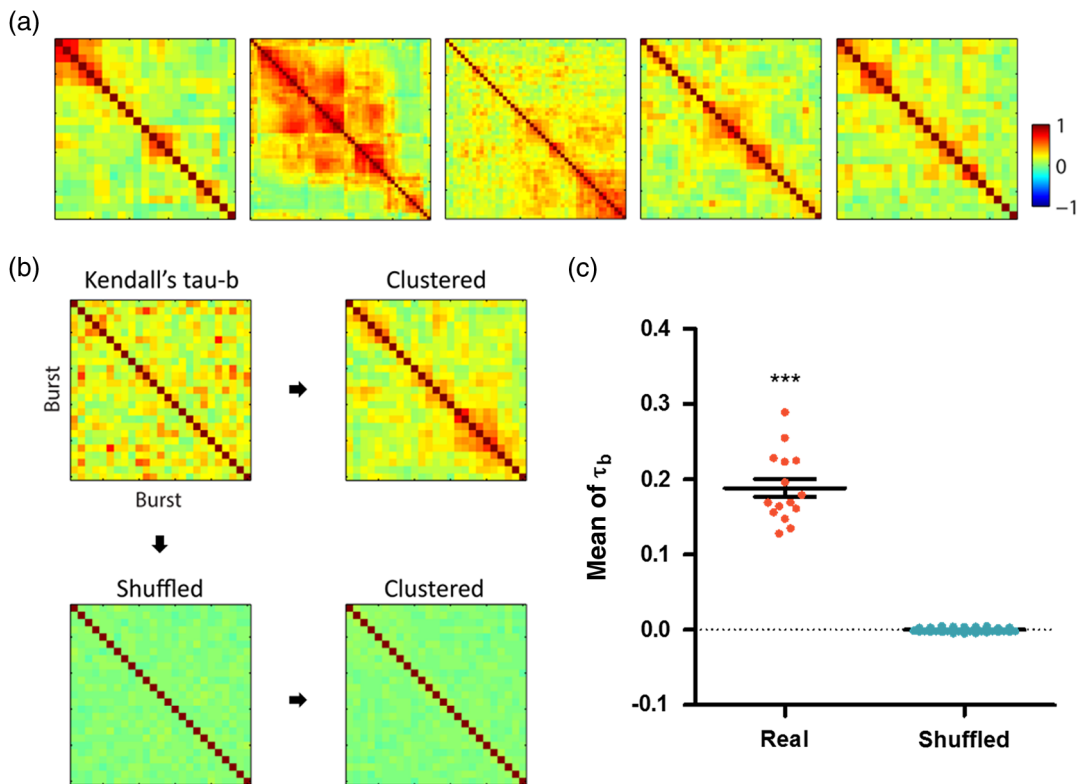 (a)
1
0
−1
(b)
Kendall's tau-b
Clustered
Burst
Burst
Shuffled
Clustered
(c)
0.4
***
0.3
0.2
0.1
0.0
-0.1
Mean of τb
Real
Shuffled